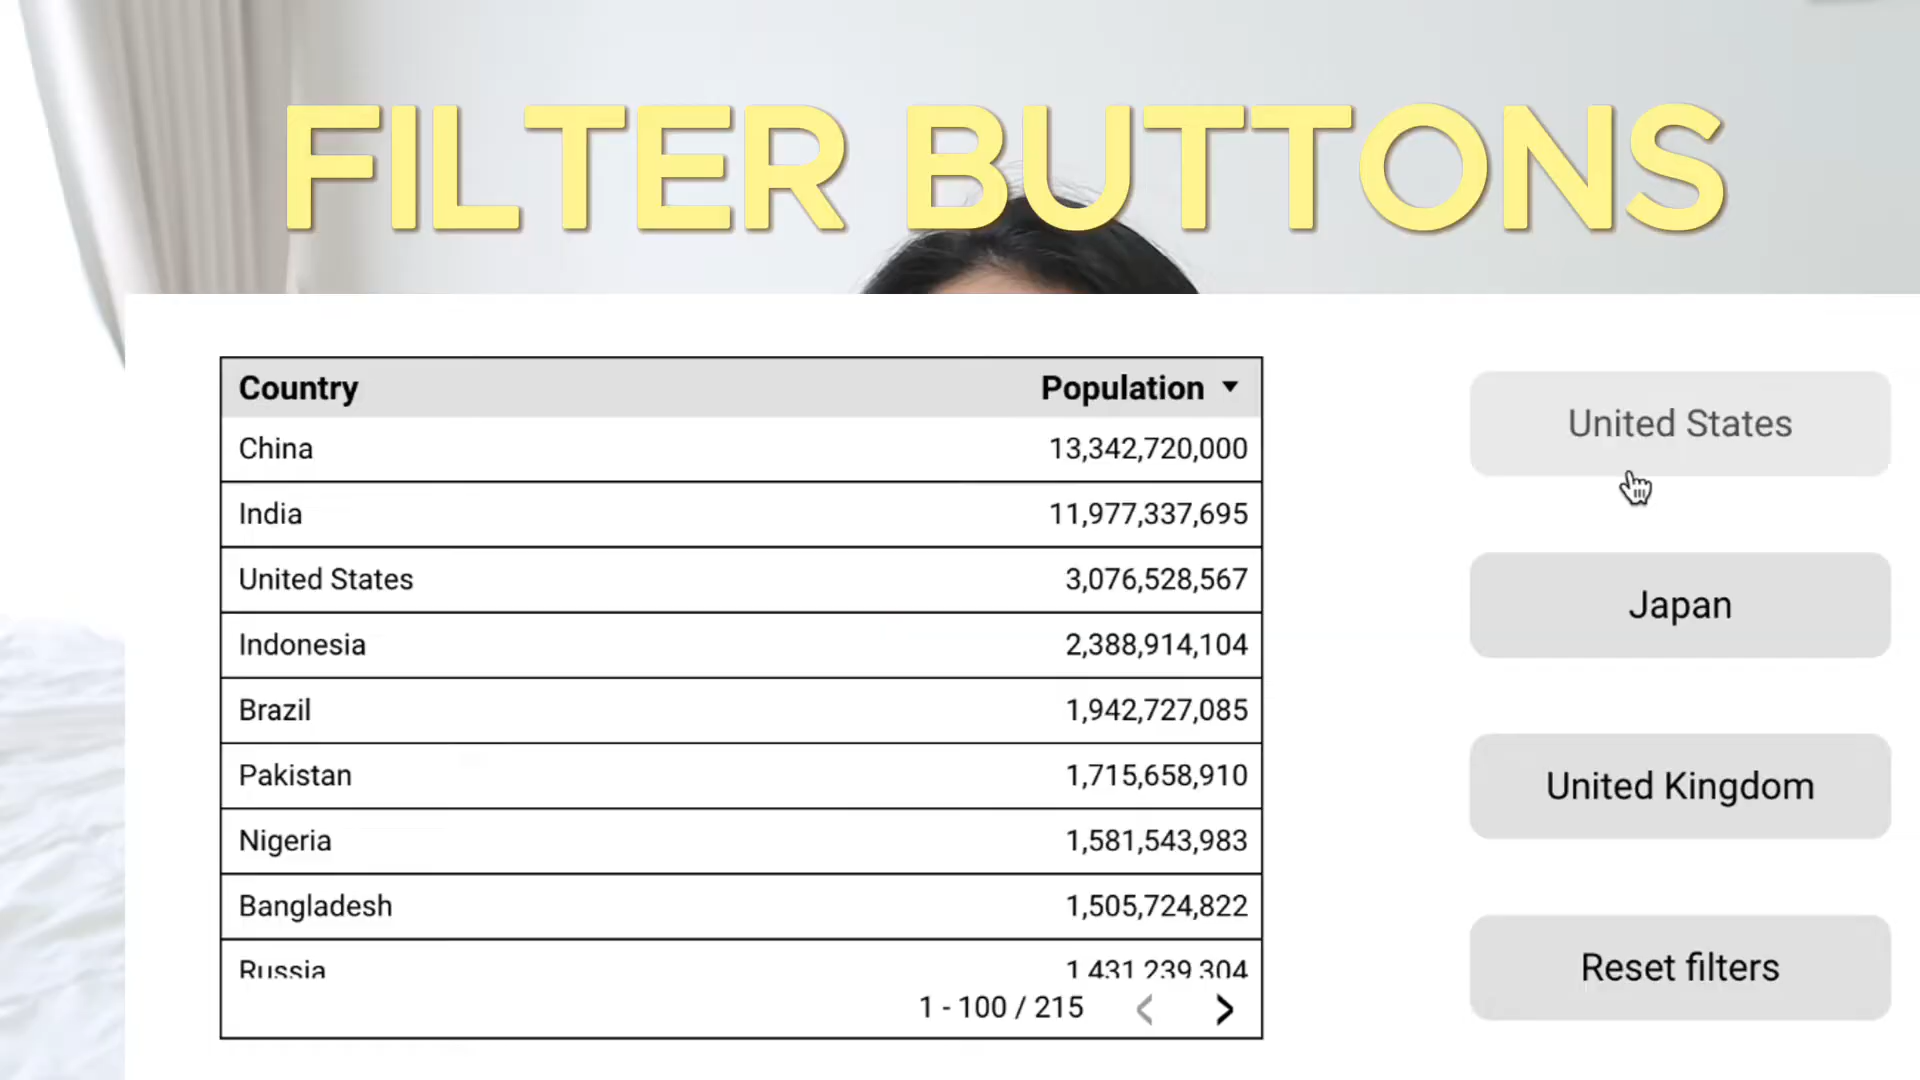 FILTER BUTTONS
Country Population
China 13,342,720,000
India 11,977,337,695
United States 3,076,528,567
Indonesia 2,388,914,104
Brazil 1,942,727,085
Pakistan 1,715,658,910
Nigeria 1,581,543,983
Bangladesh 1,505,724,822
Russia 1,431,239,304
1 - 100 / 215
United States
Japan
United Kingdom
Reset filters